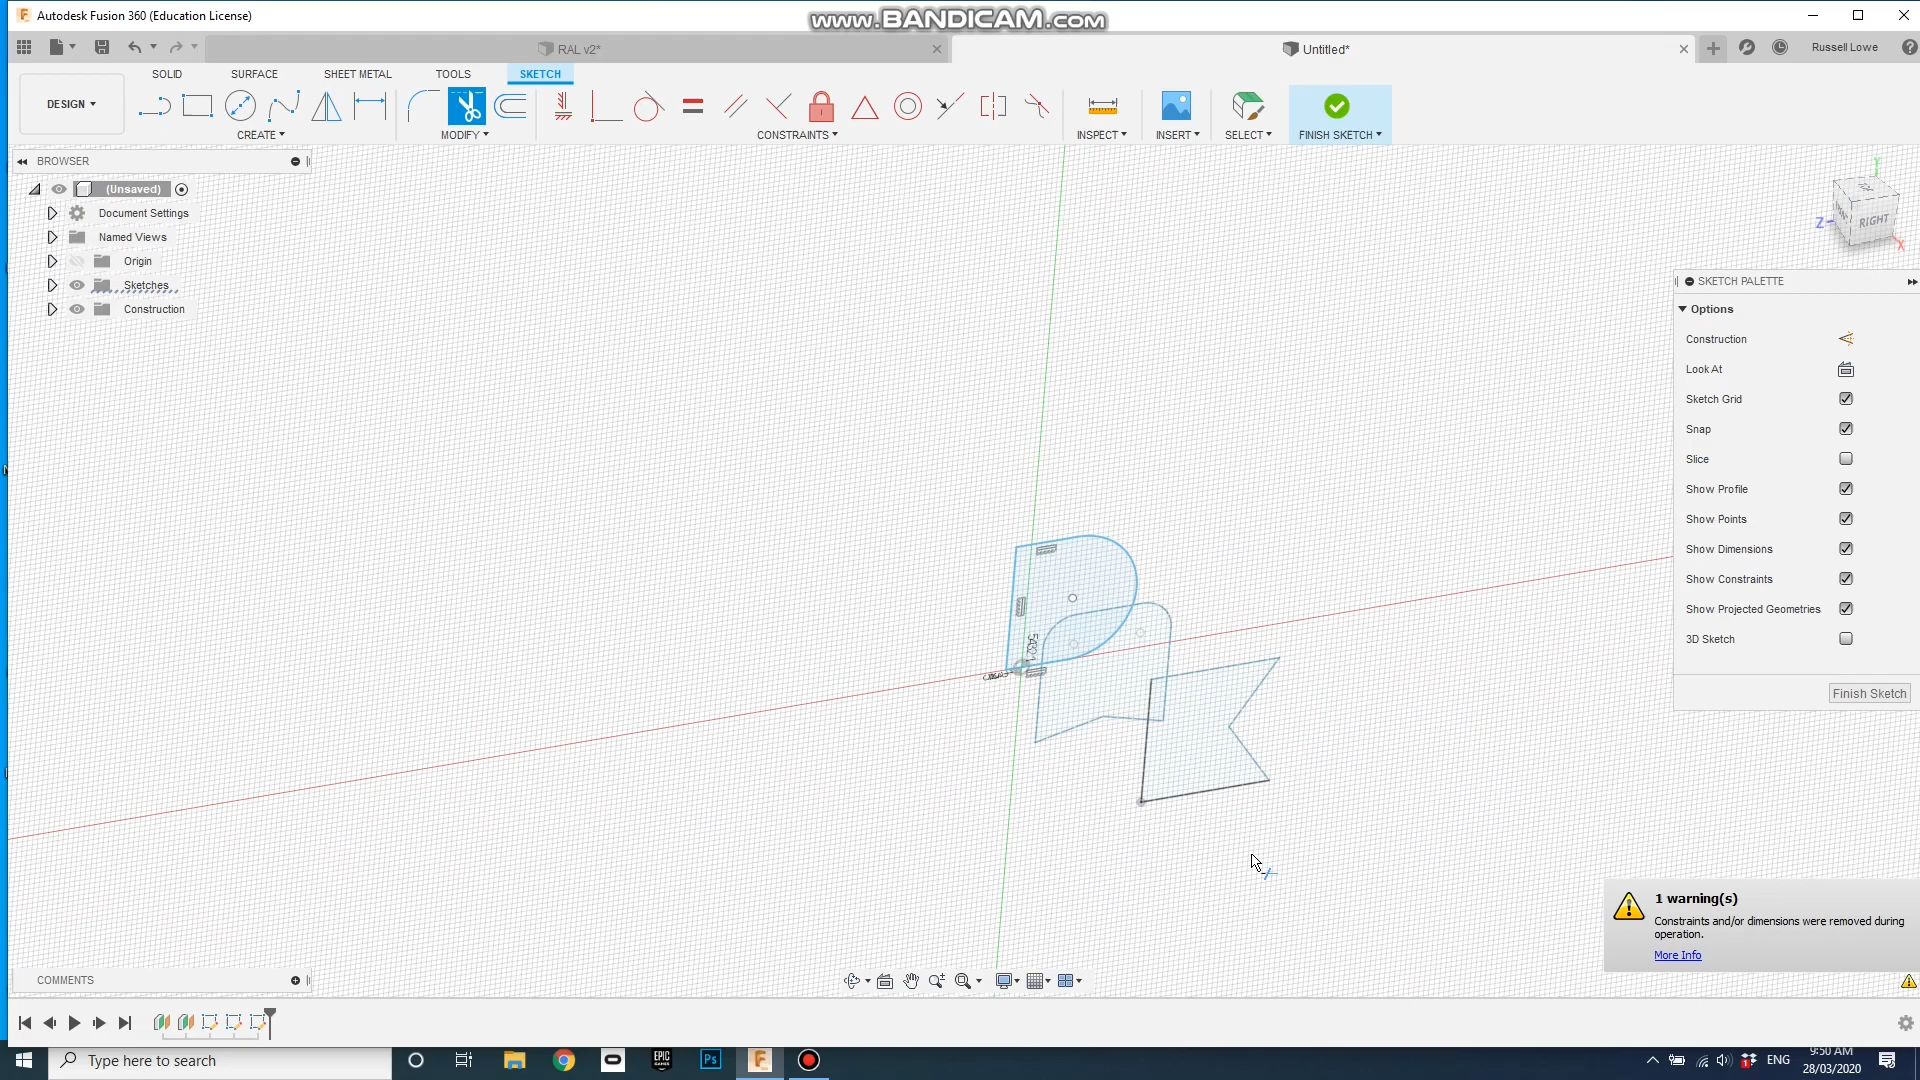 Autodesk Fusion 360 (Education License)
www.BANDICAM.com
RAL v2*
Untitled*
Russell Lowe
SOLID
SURFACE
SHEET METAL
TOOLS
SKETCH
DESIGN
CREATE
MODIFY
CONSTRAINTS
INSPECT
INSERT
SELECT
FINISH SKETCH
BROWSER
(Unsaved)
Document Settings
Named Views
Origin
Sketches
Construction
Y
Z
RIGHT
X
SKETCH PALETTE
Options
Construction
Look At
Sketch Grid
Snap
Slice
Show Profile
Show Points
Show Dimensions
Show Constraints
Show Projected Geometries
3D Sketch
Finish Sketch
1 warning(s)
Constraints and/or dimensions were removed during
operation.
More Info
COMMENTS
Type here to search
EPIC
GAMES
Ps
F
ENG
9:50 AM
28/03/2020